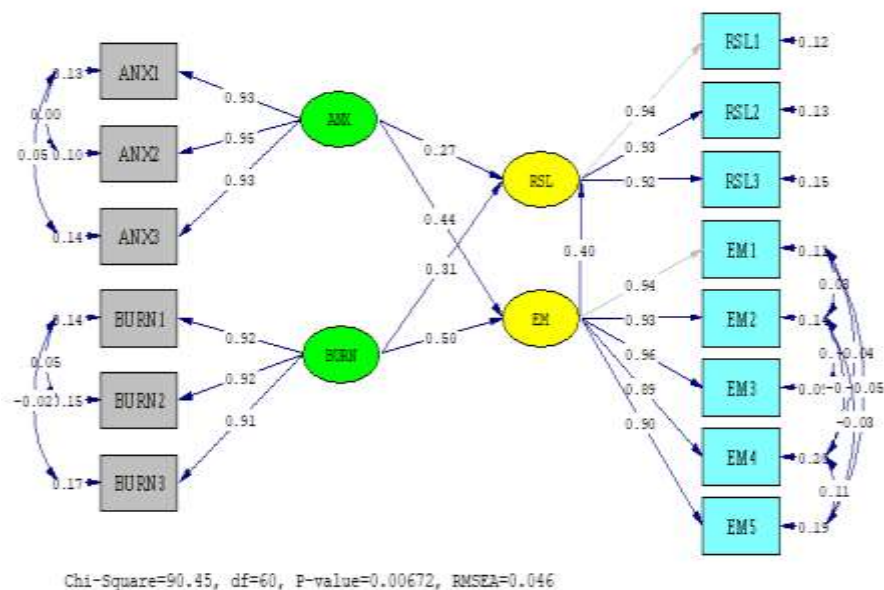 RSL1
0.12
0.13
ANX1
0.94
0.93
RSL2
0.13
0.00
ANX
0.93
0.05
0.10
ANX2
0.95
0.27
RSL
0.92
RSL3
0.15
0.93
0.14
ANX3
0.44
EM1
0.40
0.94
0.31
0.14
BURN1
0.92
EM
0.93
EM2
0.05
0.50
BURN
0.96
-0.04
-0.02
0.15
BURN2
0.92
0.89
EM3
-0.05
0.91
0.90
-0.03
EM4
0.17
BURN3
0.11
EM5
0.19
Chi-Square=90.45, df=60, P-value=0.00672, RMSEA=0.046